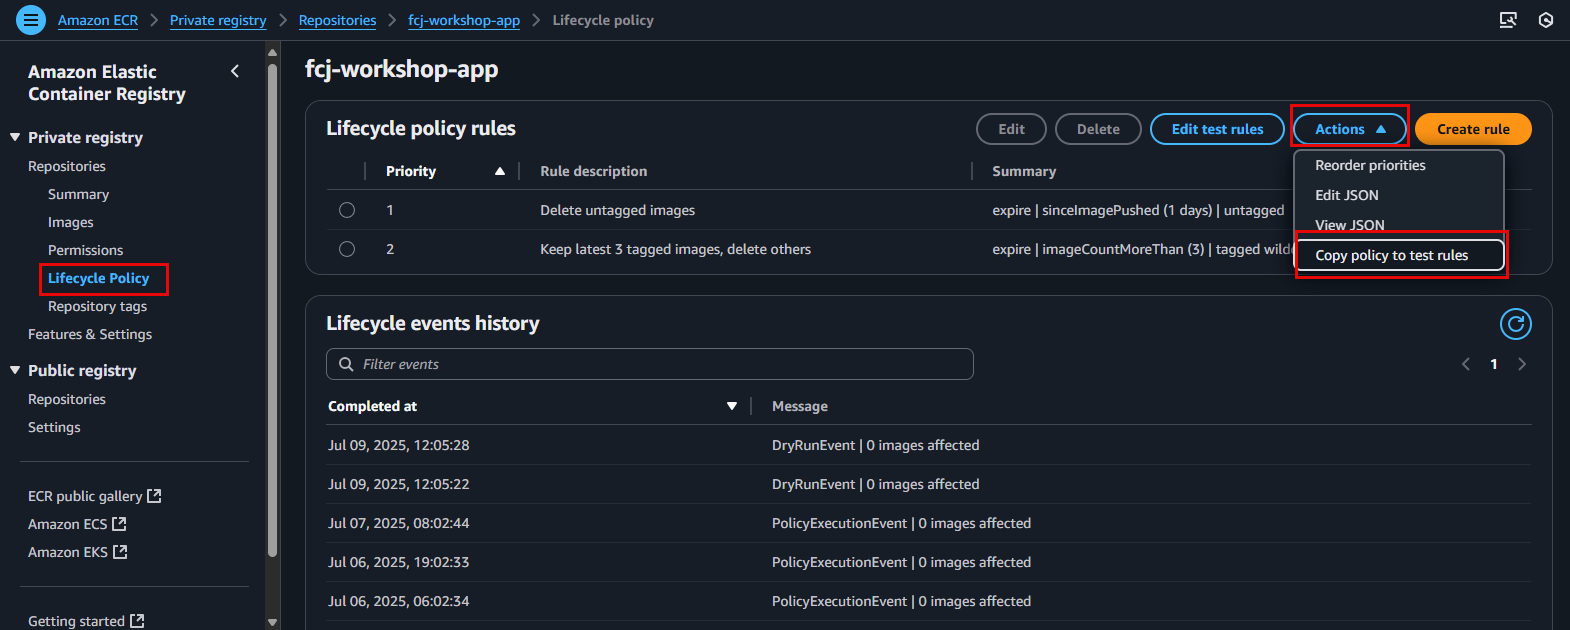 Amazon ECR > Private registry > Repositories > fcj-workshop-app > Lifecycle policy
Amazon Elastic
Container Registry
Private registry
Repositories
Summary
Images
Permissions
Lifecycle Policy
Repository tags
Features & Settings
Public registry
Repositories
Settings
ECR public gallery
Amazon ECS
Amazon EKS
Getting started
fcj-workshop-app
Lifecycle policy rules
Edit
Delete
Edit test rules
Actions
Create rule
Reorder priorities
Edit JSON
View JSON
Copy policy to test rules
Priority Rule description Summary
1 Delete untagged images expire | sinceImagePushed (1 days) | untagged
2 Keep latest 3 tagged images, delete others expire | imageCountMoreThan (3) | tagged wild
Lifecycle events history
Filter events
1
Completed at Message
Jul 09, 2025, 12:05:28 DryRunEvent | 0 images affected
Jul 09, 2025, 12:05:22 DryRunEvent | 0 images affected
Jul 07, 2025, 08:02:44 PolicyExecutionEvent | 0 images affected
Jul 06, 2025, 19:02:33 PolicyExecutionEvent | 0 images affected
Jul 06, 2025, 06:02:34 PolicyExecutionEvent | 0 images affected